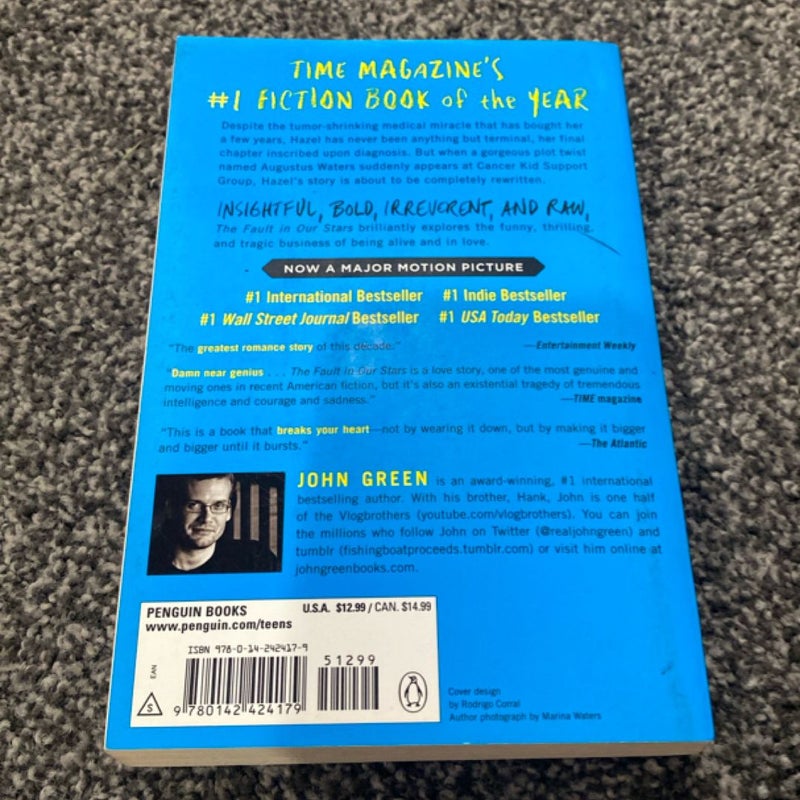 TIME MAGAZINE'S
#1 FICTION BOOK of the YEAR
Despite the tumor-shrinking medical miracle that has bought her
a few years, Hazel has never been anything but terminal, her final
chapter inscribed upon diagnosis. But when a gorgeous plot twist
named Augustus Waters suddenly appears at Cancer Kid Support
Group, Hazel's story is about to be completely rewritten.
INSIGHTFUL, BOLD, IRREVERENT, AND RAW,
The Fault in Our Stars brilliantly explores the funny, thrilling,
and tragic business of being alive and in love.
NOW A MAJOR MOTION PICTURE
#1 International Bestseller #1 Indie Bestseller
#1 Wall Street Journal Bestseller #1 USA Today Bestseller
"The greatest romance story of this decade." —Entertainment Weekly
"Damn near genius . . . The Fault in Our Stars is a love story, one of the most genuine and
moving ones in recent American fiction, but it's also an existential tragedy of tremendous
intelligence and courage and sadness." —TIME magazine
"This is a book that breaks your heart—not by wearing it down, but by making it bigger
and bigger until it bursts." —The Atlantic
JOHN GREEN is an award-winning, #1 international
bestselling author. With his brother, Hank, John is one half
of the Vlogbrothers (youtube.com/vlogbrothers). You can join
the millions who follow John on Twitter (@realjohngreen) and
tumblr (fishingboatproceeds.tumblr.com) or visit him online at
johngreenbooks.com.
PENGUIN BOOKS U.S.A. $12.99 / CAN. $14.99
www.penguin.com/teens
ISBN 978-0-14-242417-9
51299
EAN
$
9 780142 424179
Cover design
by Rodrigo Corral
Author photograph by Marina Waters